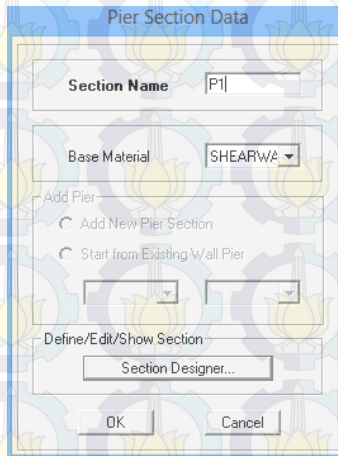 Pier Section Data
Section Name P1
Base Material SHEARWA
Add Pier
Add New Pier Section
Start from Existing Wall Pier
Define/Edit/Show Section
Section Designer...
OK Cancel